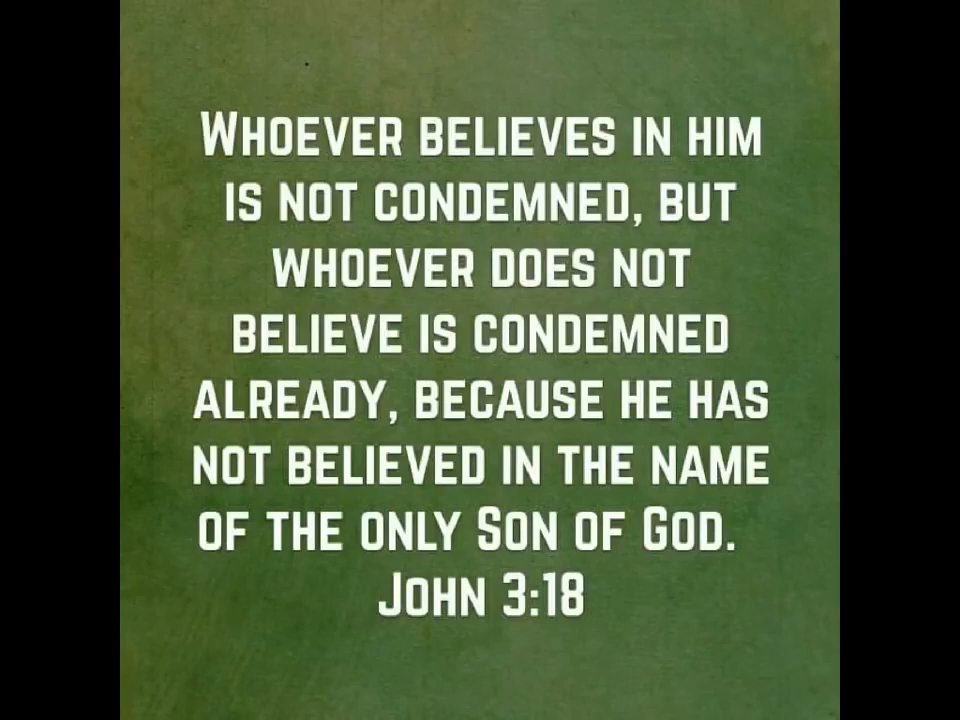 Whoever believes in him
is not condemned, but
whoever does not
believe is condemned
already, because he has
not believed in the name
of the only Son of God.
John 3:18